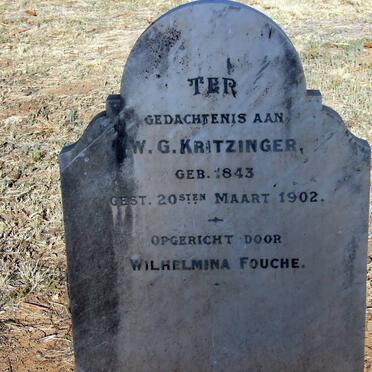 TER
GEDACHTENIS AAN
W. G. KRITZINGER,
GEB. 1843
GEST. 20STEN MAART 1902.
OPGERICHT DOOR
WILHELMINA FOUCHE.